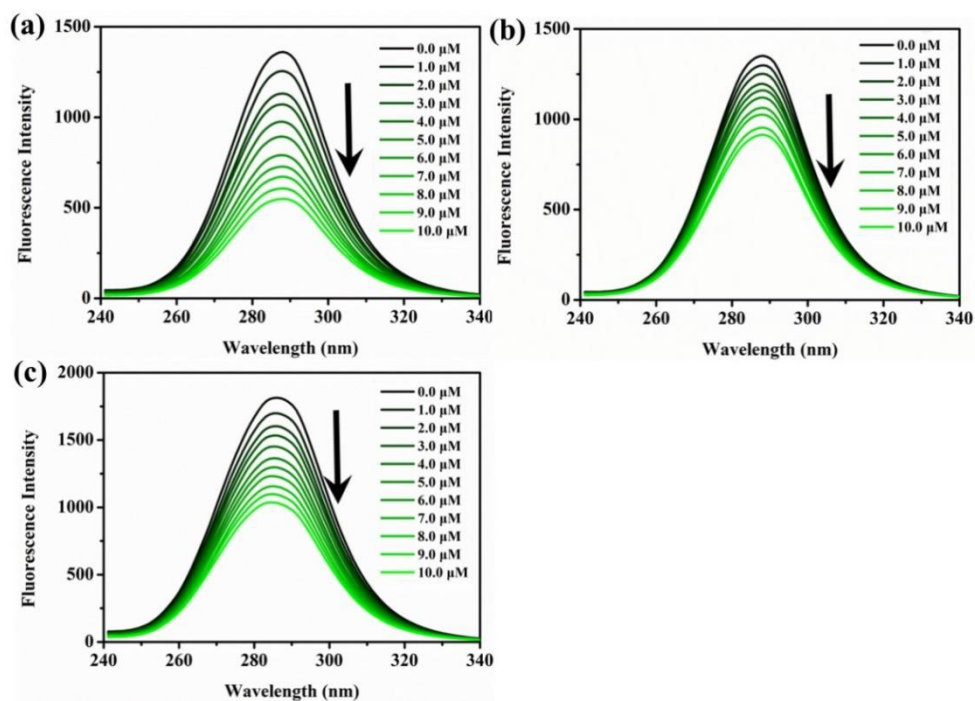 (a)
1500
1000
500
0
Fluorescence Intensity
0.0 μM
1.0 μM
2.0 μM
3.0 μM
4.0 μM
5.0 μM
6.0 μM
7.0 μM
8.0 μM
9.0 μM
10.0 μM
240 260 280 300 320 340
Wavelength (nm)
(b)
1500
1000
500
0
Fluorescence Intensity
0.0 μM
1.0 μM
2.0 μM
3.0 μM
4.0 μM
5.0 μM
6.0 μM
7.0 μM
8.0 μM
9.0 μM
10.0 μM
240 260 280 300 320 340
Wavelength (nm)
(c)
2000
1500
1000
500
0
Fluorescence Intensity
0.0 μM
1.0 μM
2.0 μM
3.0 μM
4.0 μM
5.0 μM
6.0 μM
7.0 μM
8.0 μM
9.0 μM
10.0 μM
240 260 280 300 320 340
Wavelength (nm)